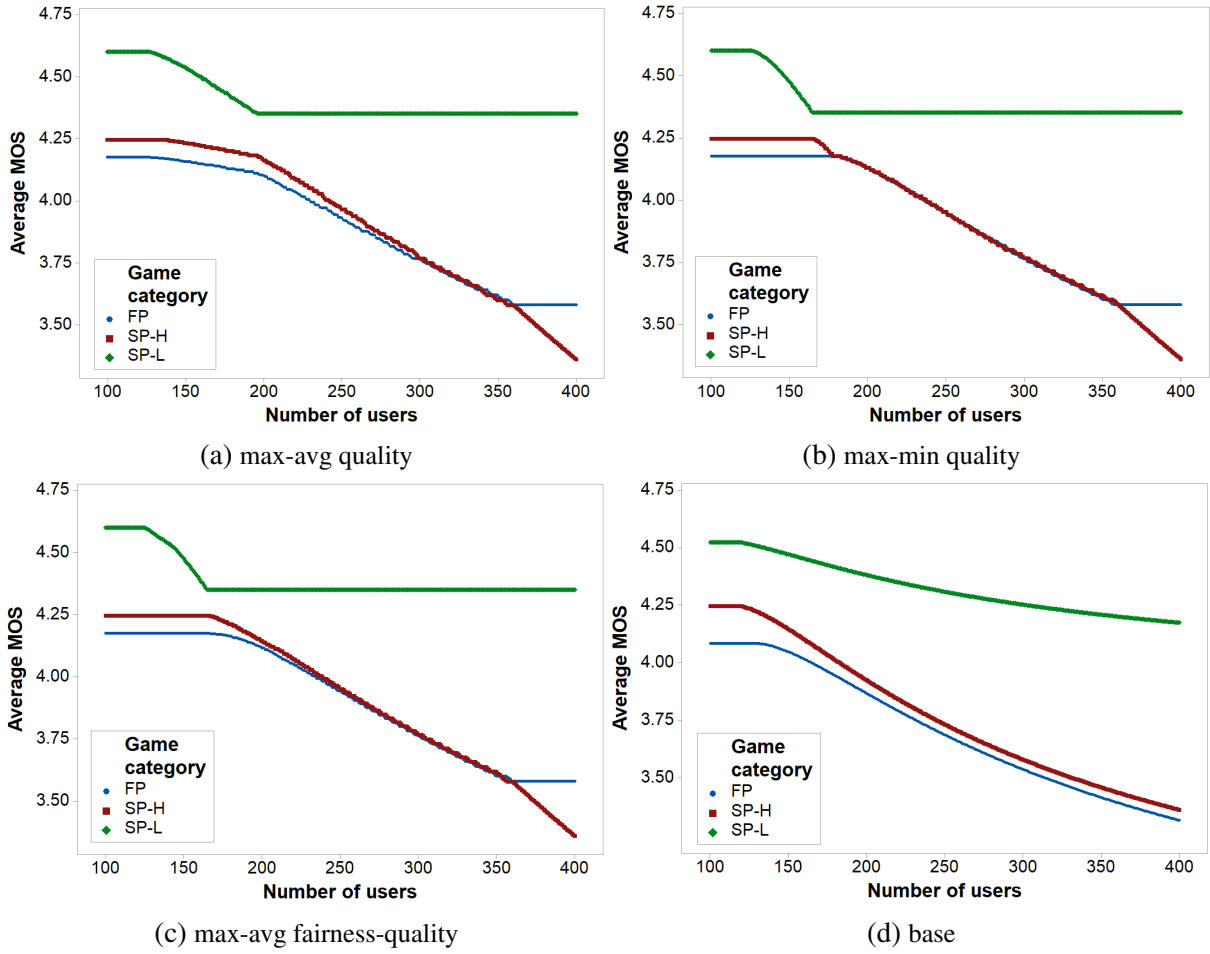 4.75
4.50
4.25
4.00
3.75
3.50
Average MOS
Game
category
FP
SP-H
SP-L
100 150 200 250 300 350 400
Number of users
(a) max-avg quality
4.75
4.50
4.25
4.00
3.75
3.50
Average MOS
Game
category
FP
SP-H
SP-L
100 150 200 250 300 350 400
Number of users
(b) max-min quality
4.75
4.50
4.25
4.00
3.75
3.50
Average MOS
Game
category
FP
SP-H
SP-L
100 150 200 250 300 350 400
Number of users
(c) max-avg fairness-quality
4.75
4.50
4.25
4.00
3.75
3.50
Average MOS
Game
category
FP
SP-H
SP-L
100 150 200 250 300 350 400
Number of users
(d) base